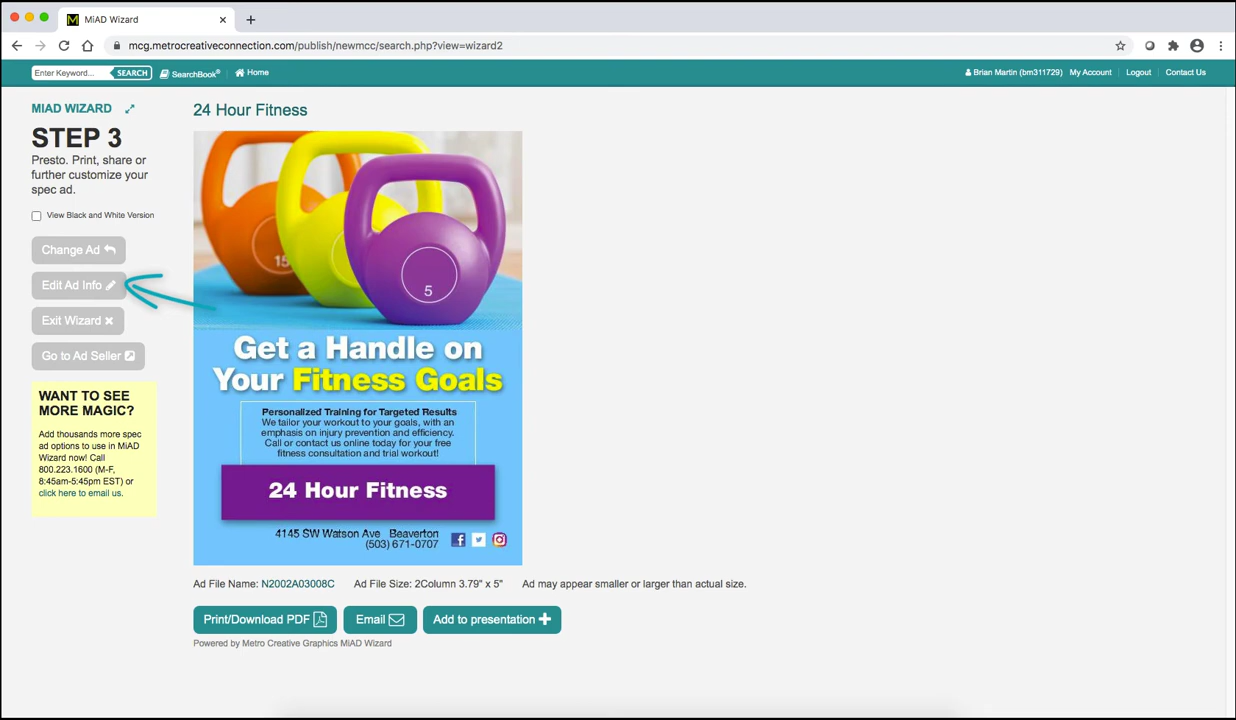 MiAD Wizard
mcg.metrocreativeconnection.com/publish/newmcc/search.php?view=wizard2
Enter Keyword... SEARCH SearchBook® Home Brian Martin (bm311729) My Account Logout Contact Us
MIAD WIZARD
STEP 3
Presto. Print, share or
further customize your
spec ad.
View Black and White Version
Change Ad
Edit Ad Info
Exit Wizard
Go to Ad Seller
WANT TO SEE
MORE MAGIC?
Add thousands more spec
ad options to use in MiAD
Wizard now! Call
800.223.1600 (M-F,
8:45am-5:45pm EST) or
click here to email us.
24 Hour Fitness
15
5
Get a Handle on
Your Fitness Goals
Personalized Training for Targeted Results
We tailor your workout to your goals, with an
emphasis on injury prevention and efficiency.
Call or contact us online today for your free
fitness consultation and trial workout!
24 Hour Fitness
4145 SW Watson Ave Beaverton
(503) 671-0707
Ad File Name: N2002A03008C Ad File Size: 2Column 3.79" x 5" Ad may appear smaller or larger than actual size.
Print/Download PDF Email Add to presentation
Powered by Metro Creative Graphics MiAD Wizard